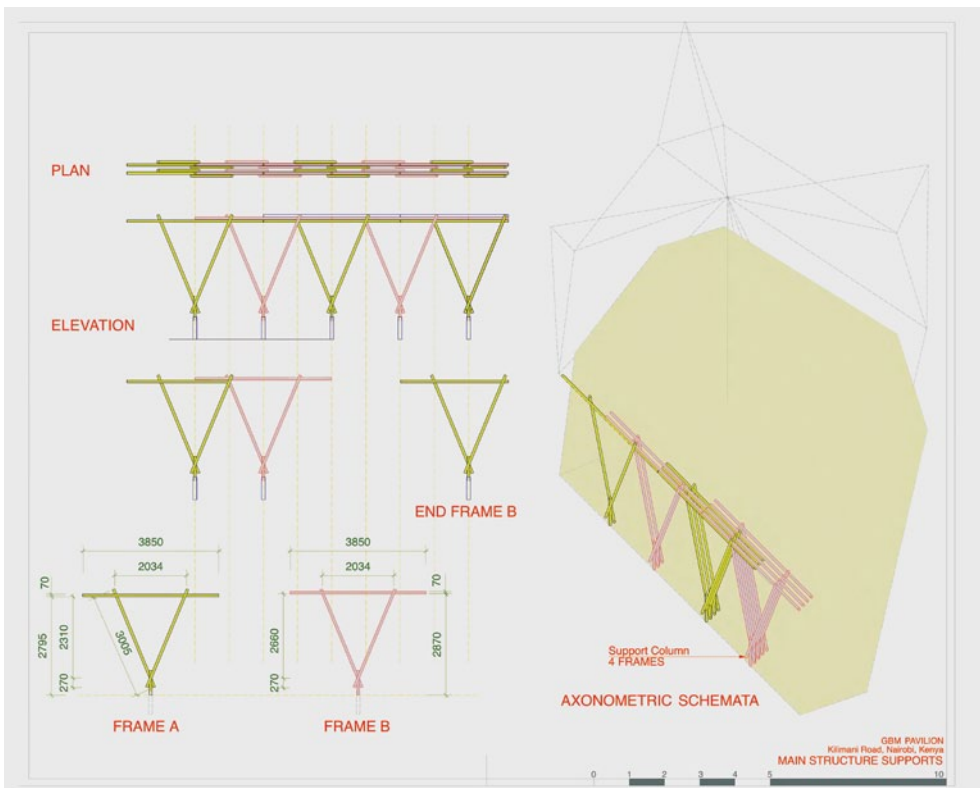 PLAN
ELEVATION
END FRAME B
3850
2034
70
2795
2310
270
3005
FRAME A
3850
2034
70
2660
270
2870
FRAME B
Support Column
4 FRAMES
AXONOMETRIC SCHEMATA
GBM PAVILION
Kilimani Road, Nairobi, Kenya
MAIN STRUCTURE SUPPORTS
0 1 2 3 4 5 10